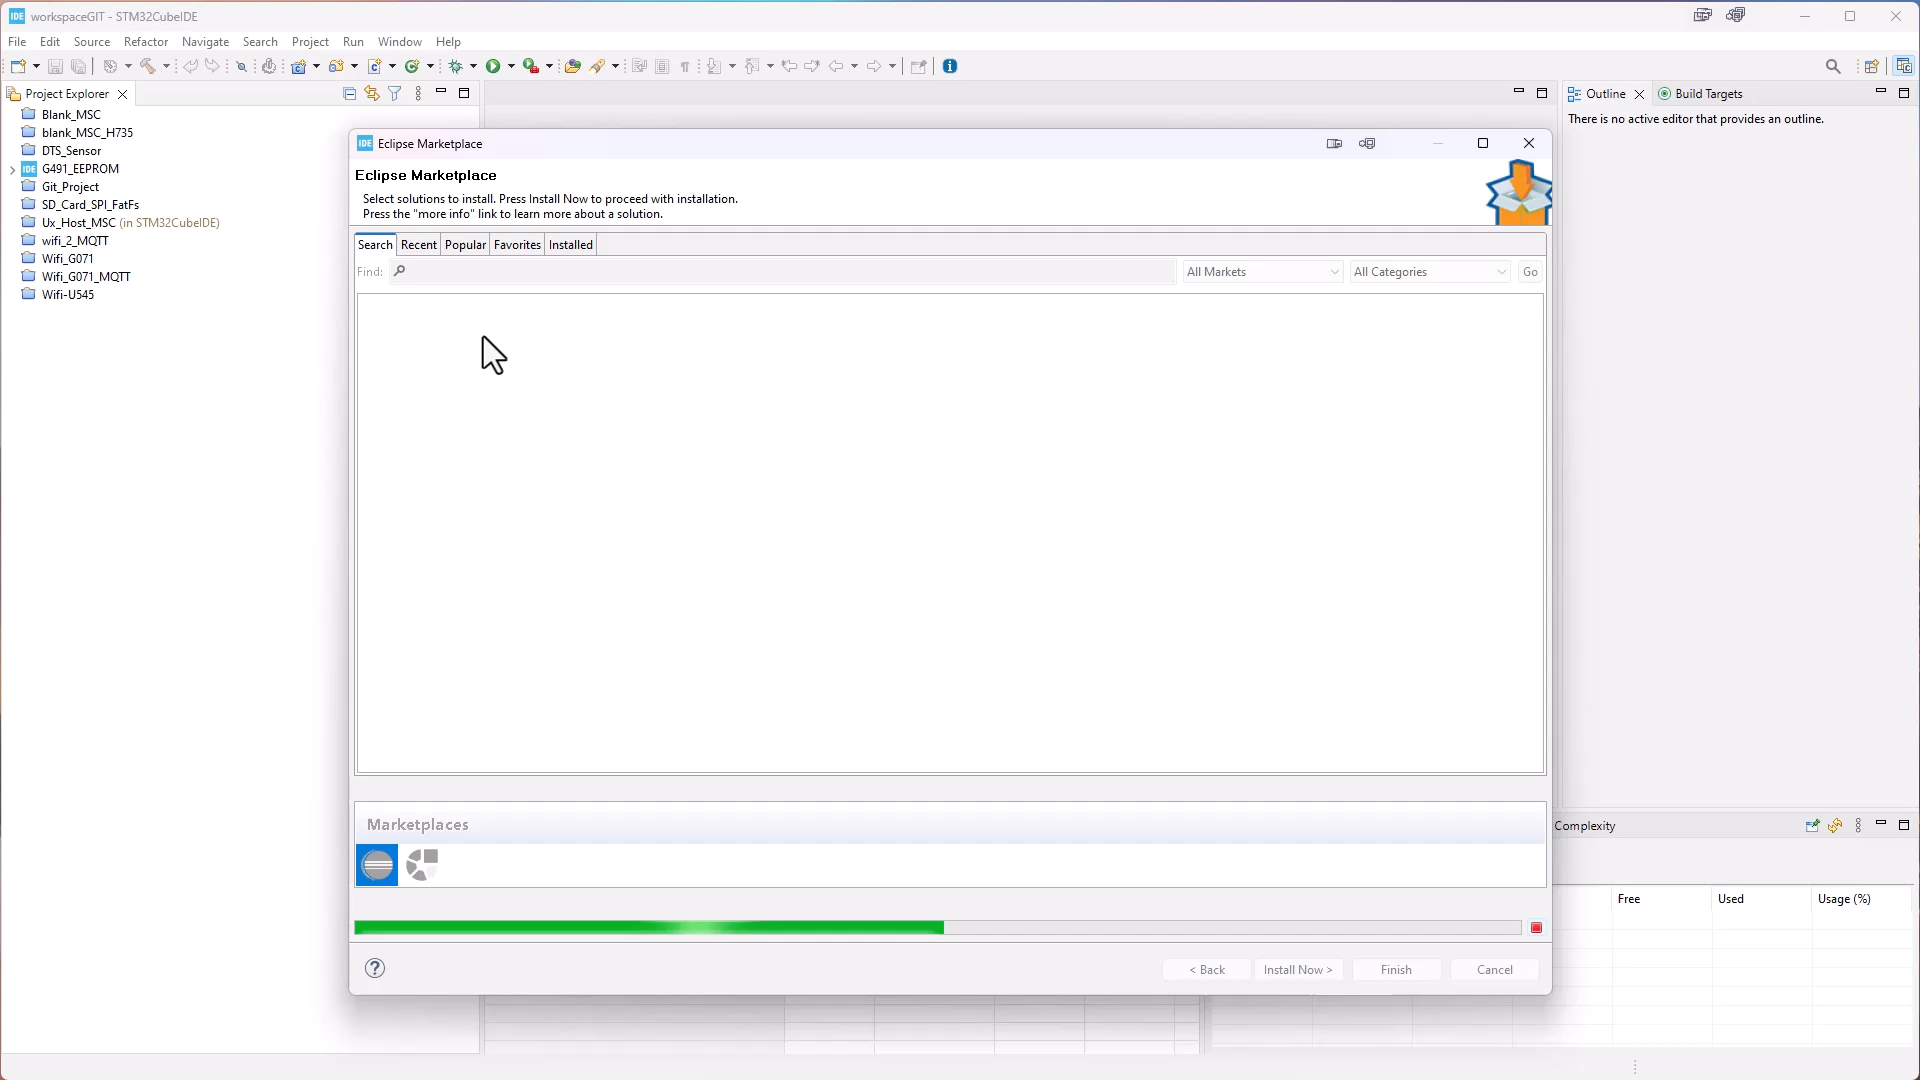 IDE workspaceGIT - STM32CubeIDE
File Edit Source Refactor Navigate Search Project Run Window Help
Project Explorer
Blank_MSC
blank_MSC_H735
DTS_Sensor
IDE G491_EEPROM
Git_Project
SD_Card_SPI_FatFs
Ux_Host_MSC (in STM32CubeIDE)
wifi_2_MQTT
Wifi_G071
Wifi_G071_MQTT
Wifi-U545
IDE Eclipse Marketplace
Eclipse Marketplace
Select solutions to install. Press Install Now to proceed with installation.
Press the "more info" link to learn more about a solution.
Search Recent Popular Favorites Installed
Find: All Markets All Categories Go
Marketplaces
? < Back Install Now > Finish Cancel
Outline Build Targets
There is no active editor that provides an outline.
Complexity
Free Used Usage (%)